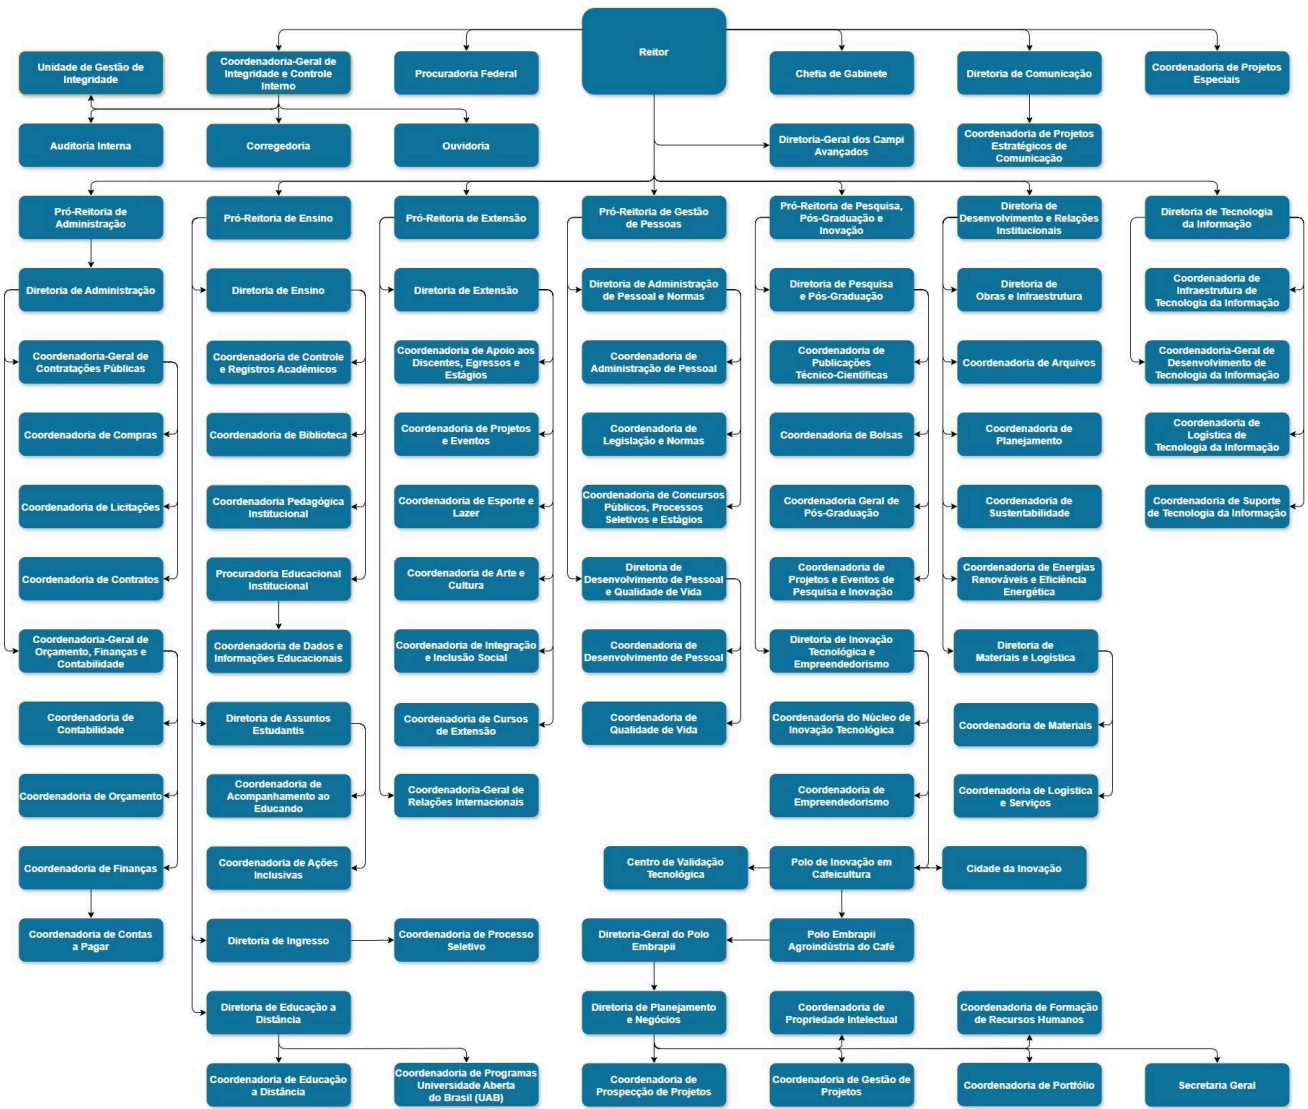 Reitor
Unidade de Gestão de
Integridade
Coordenadoria-Geral de
Integridade e Controle
Interno
Procuradoria Federal
Chefia de Gabinete
Diretoria de Comunicação
Coordenadoria de Projetos
Especiais
Auditoria Interna
Corregedoria
Ouvidoria
Diretoria-Geral dos Campi
Avançados
Coordenadoria de Projetos
Estratégicos de
Comunicação
Pró-Reitoria de
Administração
Pró-Reitoria de Ensino
Pró-Reitoria de Extensão
Pró-Reitoria de Gestão
de Pessoas
Pró-Reitoria de Pesquisa,
Pós-Graduação e
Inovação
Diretoria de
Desenvolvimento e Relações
Institucionais
Diretoria de Tecnologia
da Informação
Diretoria de Administração
Diretoria de Ensino
Diretoria de Extensão
Diretoria de Administração
de Pessoal e Normas
Diretoria de Pesquisa
e Pós-Graduação
Diretoria de
Obras e Infraestrutura
Coordenadoria de
Infraestrutura de
Tecnologia da Informação
Coordenadoria-Geral de
Contratações Públicas
Coordenadoria de Controle
e Registros Acadêmicos
Coordenadoria de Apoio aos
Discentes, Egressos e
Estágios
Coordenadoria de
Administração de Pessoal
Coordenadoria de
Publicações
Técnico-Científicas
Coordenadoria de Arquivos
Coordenadoria-Geral de
Desenvolvimento de
Tecnologia da Informação
Coordenadoria de Compras
Coordenadoria de Biblioteca
Coordenadoria de Projetos
e Eventos
Coordenadoria de
Legislação e Normas
Coordenadoria de Bolsas
Coordenadoria de
Planejamento
Coordenadoria de
Logística de
Tecnologia da Informação
Coordenadoria de Licitações
Coordenadoria Pedagógica
Institucional
Coordenadoria de Esporte e
Lazer
Coordenadoria de Concursos
Públicos, Processos
Seletivos e Estágios
Coordenadoria Geral de
Pós-Graduação
Coordenadoria de
Sustentabilidade
Coordenadoria de Suporte
de Tecnologia da Informação
Coordenadoria de Contratos
Procuradoria Educacional
Institucional
Coordenadoria de Arte e
Cultura
Diretoria de
Desenvolvimento de Pessoal
e Qualidade de Vida
Coordenadoria de
Projetos e Eventos de
Pesquisa e Inovação
Coordenadoria de Energias
Renováveis e Eficiência
Energética
Coordenadoria-Geral de
Orçamento, Finanças e
Contabilidade
Coordenadoria de Dados e
Informações Educacionais
Coordenadoria de Integração
e Inclusão Social
Coordenadoria de
Desenvolvimento de Pessoal
Diretoria de Inovação
Tecnológica e
Empreendedorismo
Diretoria de
Materiais e Logística
Coordenadoria de
Contabilidade
Diretoria de Assuntos
Estudantis
Coordenadoria de Cursos
de Extensão
Coordenadoria de
Qualidade de Vida
Coordenadoria do Núcleo de
Inovação Tecnológica
Coordenadoria de Materiais
Coordenadoria de Orçamento
Coordenadoria de
Acompanhamento ao
Educando
Coordenadoria-Geral de
Relações Internacionais
Coordenadoria de
Empreendedorismo
Coordenadoria de Logística
e Serviços
Coordenadoria de Finanças
Coordenadoria de Ações
Inclusivas
Centro de Validação
Tecnológica
Polo de Inovação em
Cafeicultura
Cidade da Inovação
Coordenadoria de Contas
a Pagar
Diretoria de Ingresso
Coordenadoria de Processo
Seletivo
Diretoria-Geral do Polo
Embrapii
Polo Embrapii
Agroindústria do Café
Diretoria de Educação a
Distância
Diretoria de Planejamento
e Negócios
Coordenadoria de
Propriedade Intelectual
Coordenadoria de Formação
de Recursos Humanos
Coordenadoria de Educação
a Distância
Coordenadoria de Programas
Universidade Aberta
do Brasil (UAB)
Coordenadoria de
Prospecção de Projetos
Coordenadoria de Gestão de
Projetos
Coordenadoria de Portfólio
Secretaria Geral